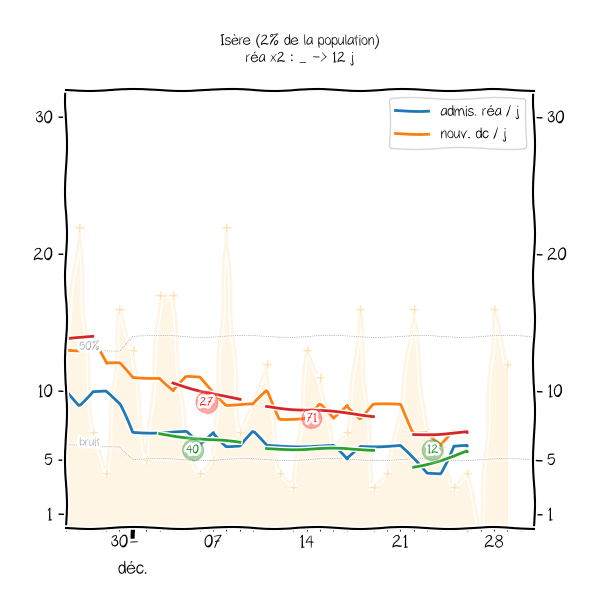 Isère (2% de la population)
réa x2 : _ -> 12 j
admis. réa / j
nouv. dc / j
30 30
20 20
50%
27
71
10 10
bruit
40
12
5 5
1 1
30 07 14 21 28
déc.